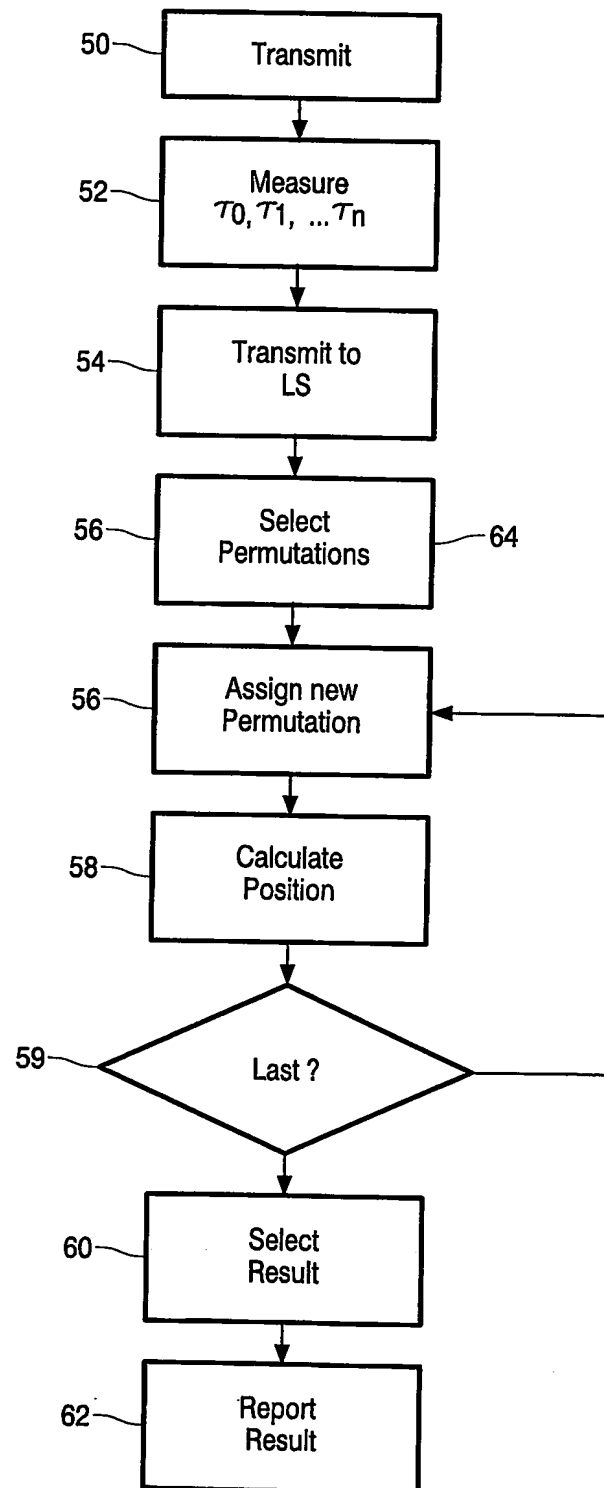 50
Transmit
52
Measure
τ0, τ1, ...τn
54
Transmit to
LS
56
Select
Permutations
64
56
Assign new
Permutation
58
Calculate
Position
59
Last ?
60
Select
Result
62
Report
Result